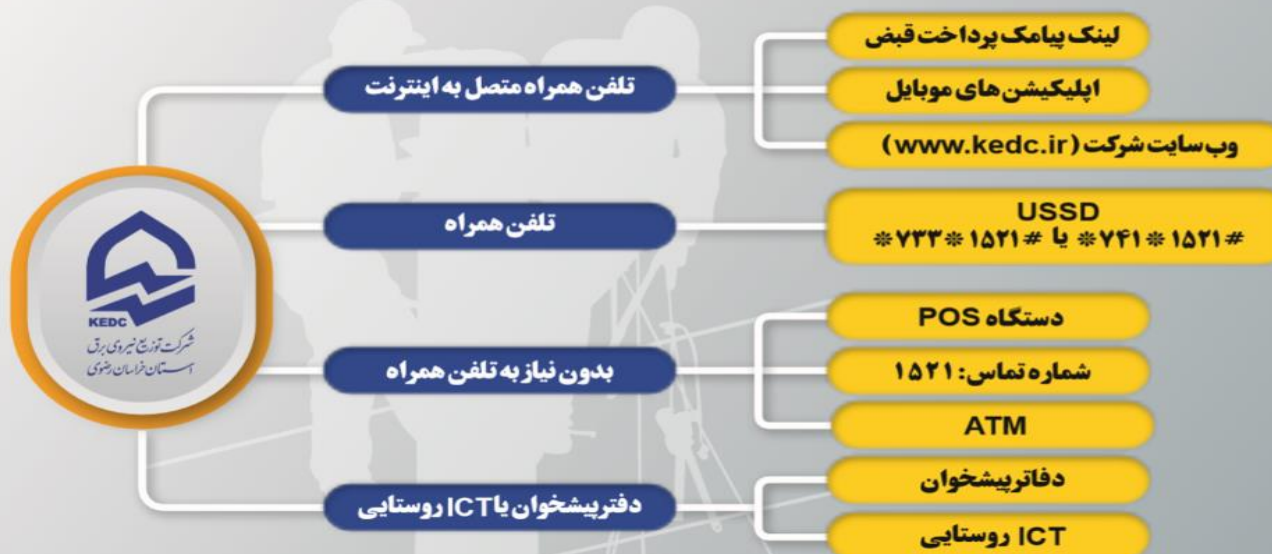 لینک پیامک پرداخت قبض
تلفن همراه متصل به اینترنت
اپلیکیشن های موبایل
وب سایت شرکت (www.kedc.ir)
تلفن همراه
USSD
*۷۳۳*۱۵۲۱# یا *۷۴۱*۱۵۲۱#
KEDC
شرکت توزیع نیروی برق
استان خراسان رضوی
بدون نیاز به تلفن همراه
دستگاه POS
شماره تماس: ۱۵۲۱
ATM
دفتر پیشخوان یا ICT روستایی
دفاتر پیشخوان
ICT روستایی